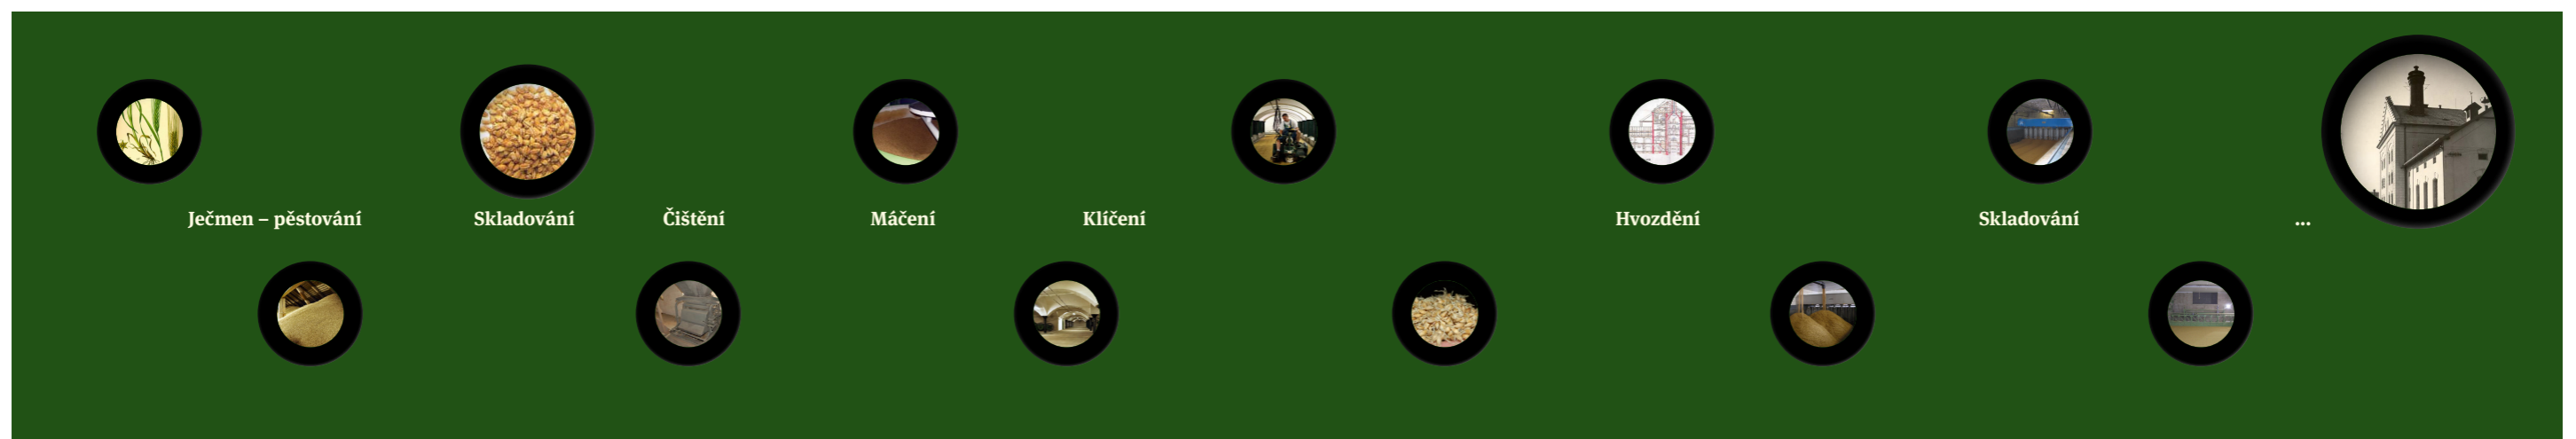 Ječmen – pěstování
Skladování
Čištění
Máčení
Klíčení
Hvozdění
Skladování
...